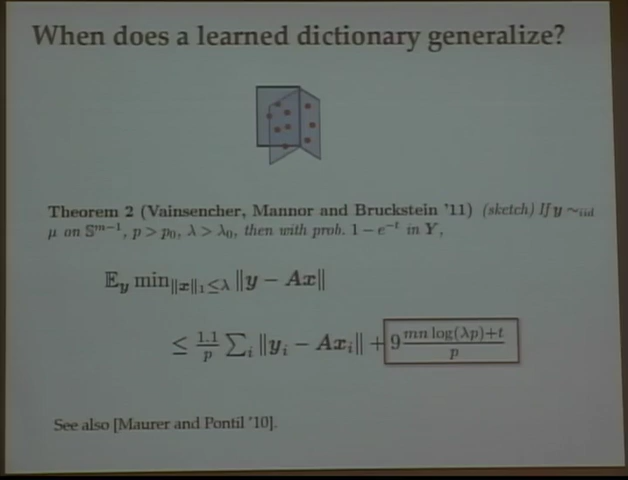 When does a learned dictionary generalize?
Theorem 2 (Vainsencher, Mannor and Bruckstein '11) (sketch) If y ∼iid
μ on 𝕊^{m−1}, p > p₀, λ > λ₀, then with prob. 1 − e^{−t} in Y,
𝔼_y min_{‖x‖₁≤λ} ‖y − Ax‖
≤ 1.1/p ∑_i ‖y_i − Ax_i‖ + 9 (mn log(λp)+t)/p
See also [Maurer and Pontil '10].